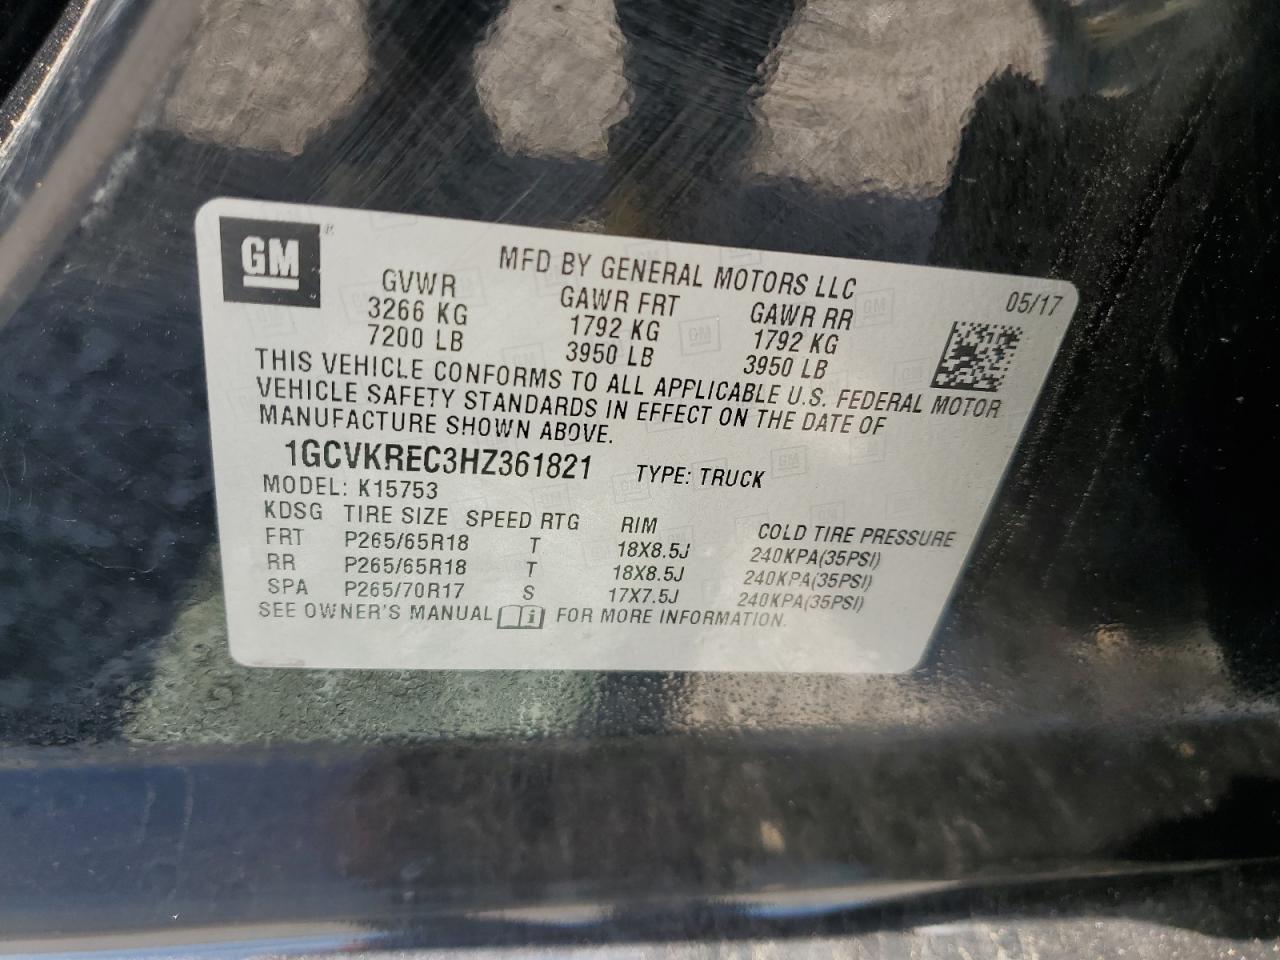 GM
MFD BY GENERAL MOTORS LLC
05/17
GVWR GAWR FRT GAWR RR
3266 KG 1792 KG 1792 KG
7200 LB 3950 LB 3950 LB
THIS VEHICLE CONFORMS TO ALL APPLICABLE U.S. FEDERAL MOTOR
VEHICLE SAFETY STANDARDS IN EFFECT ON THE DATE OF
MANUFACTURE SHOWN ABOVE.
1GCVKREC3HZ361821 TYPE: TRUCK
MODEL: K15753
KDSG TIRE SIZE SPEED RTG RIM COLD TIRE PRESSURE
FRT P265/65R18 T 18X8.5J 240KPA(35PSI)
RR P265/65R18 T 18X8.5J 240KPA(35PSI)
SPA P265/70R17 S 17X7.5J 240KPA(35PSI)
SEE OWNER'S MANUAL FOR MORE INFORMATION.